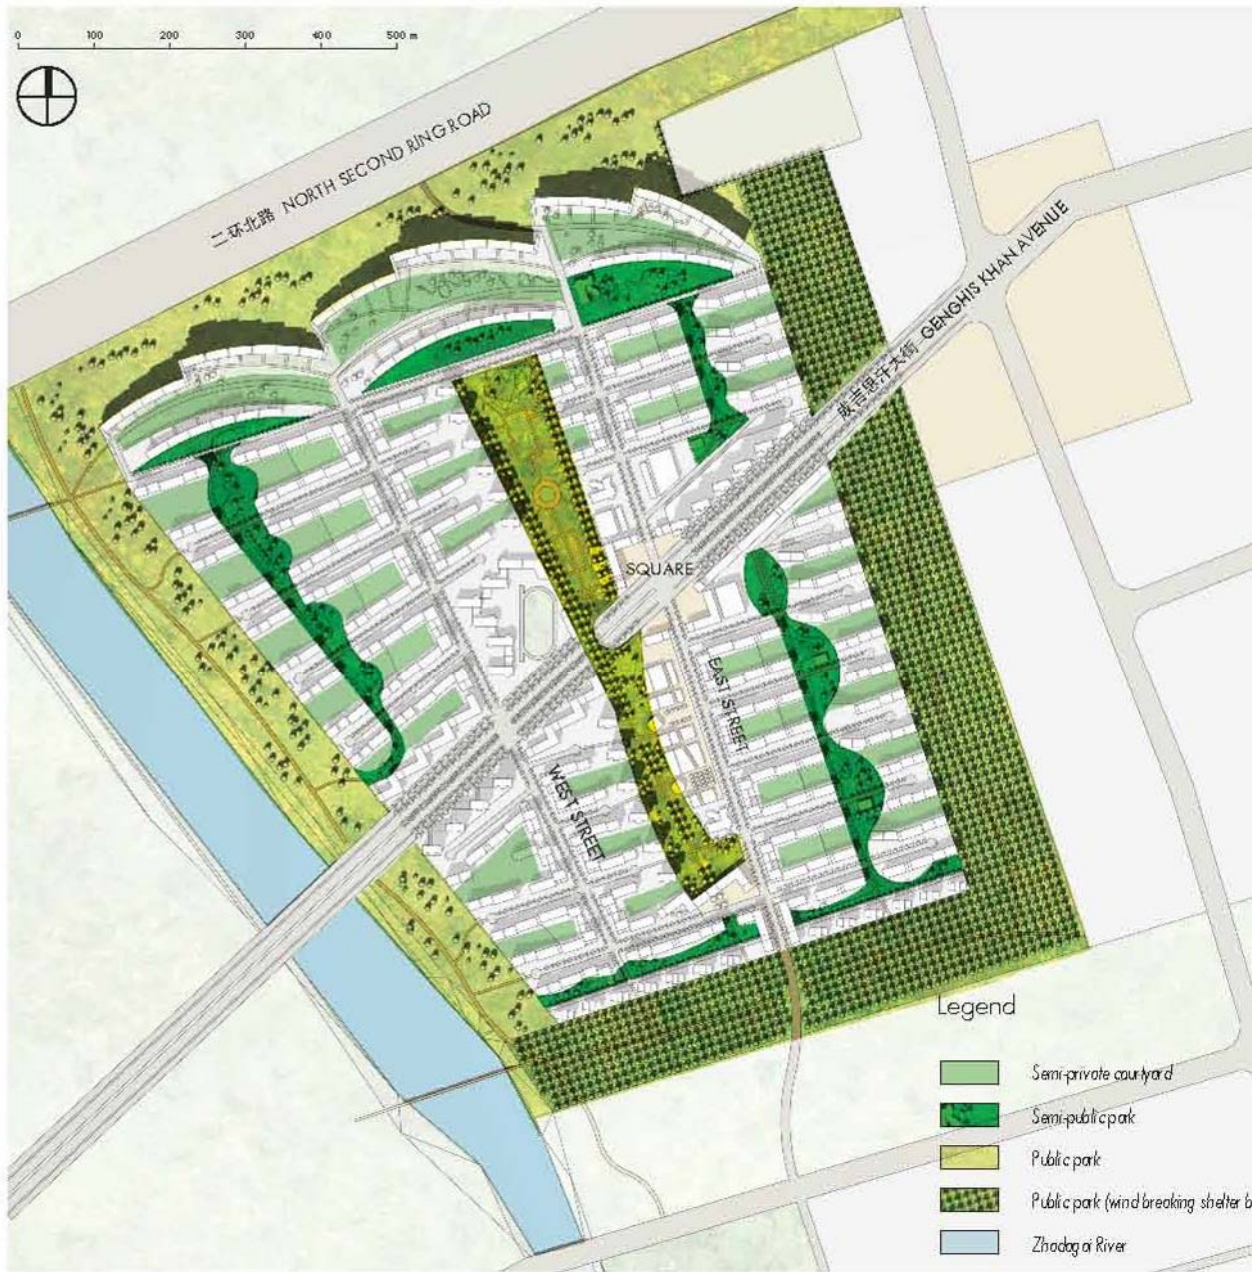 0 100 200 300 400 500 m
二环北路 NORTH SECOND RING ROAD
成吉思汗大街 GENGHIS KHAN AVENUE
SQUARE
EAST STREET
WEST STREET
Legend
Semi-private courtyard
Semi-public park
Public park
Public park (wind breaking shelter b
Zhadagai River